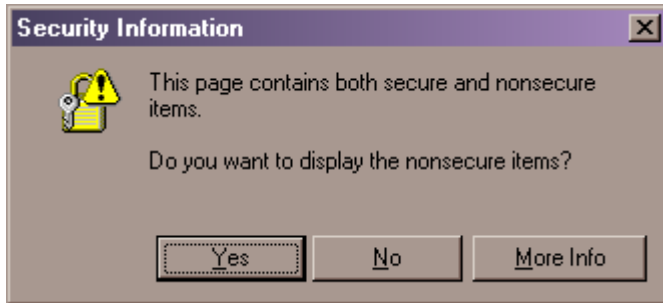 Security Information
This page contains both secure and nonsecure
items.
Do you want to display the nonsecure items?
Yes No More Info